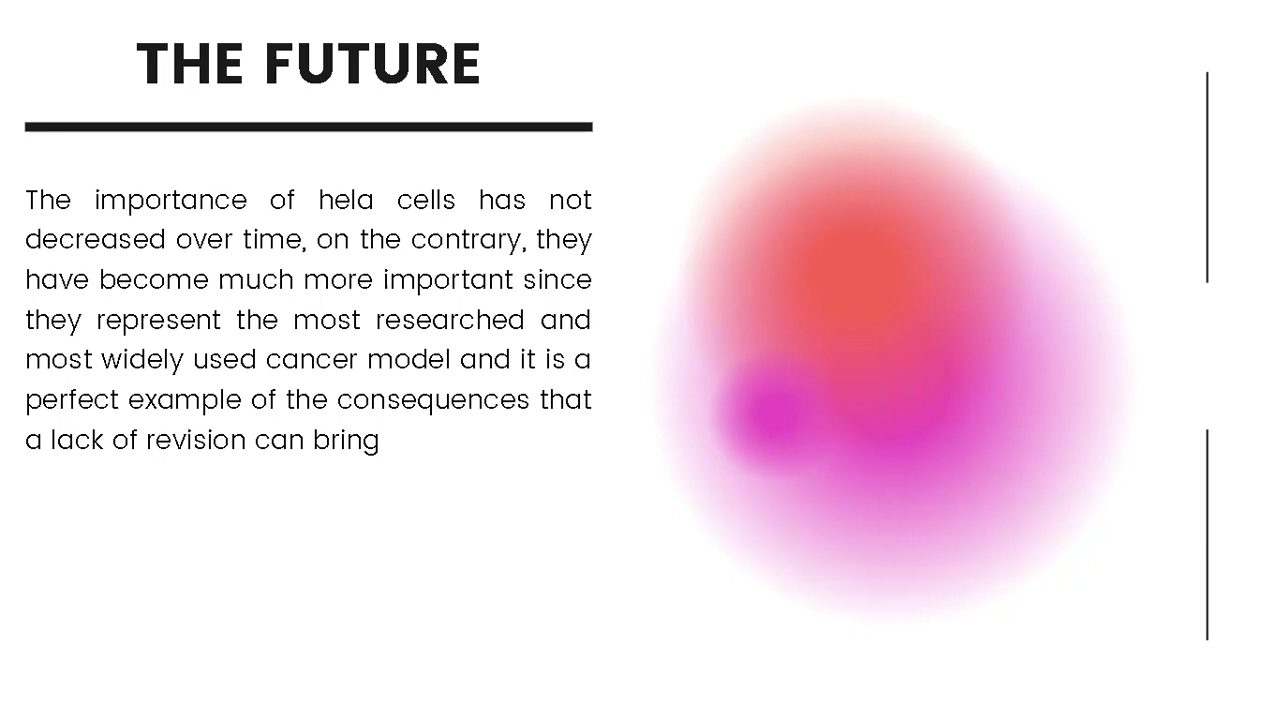 THE FUTURE
The importance of hela cells has not
decreased over time, on the contrary, they
have become much more important since
they represent the most researched and
most widely used cancer model and it is a
perfect example of the consequences that
a lack of revision can bring